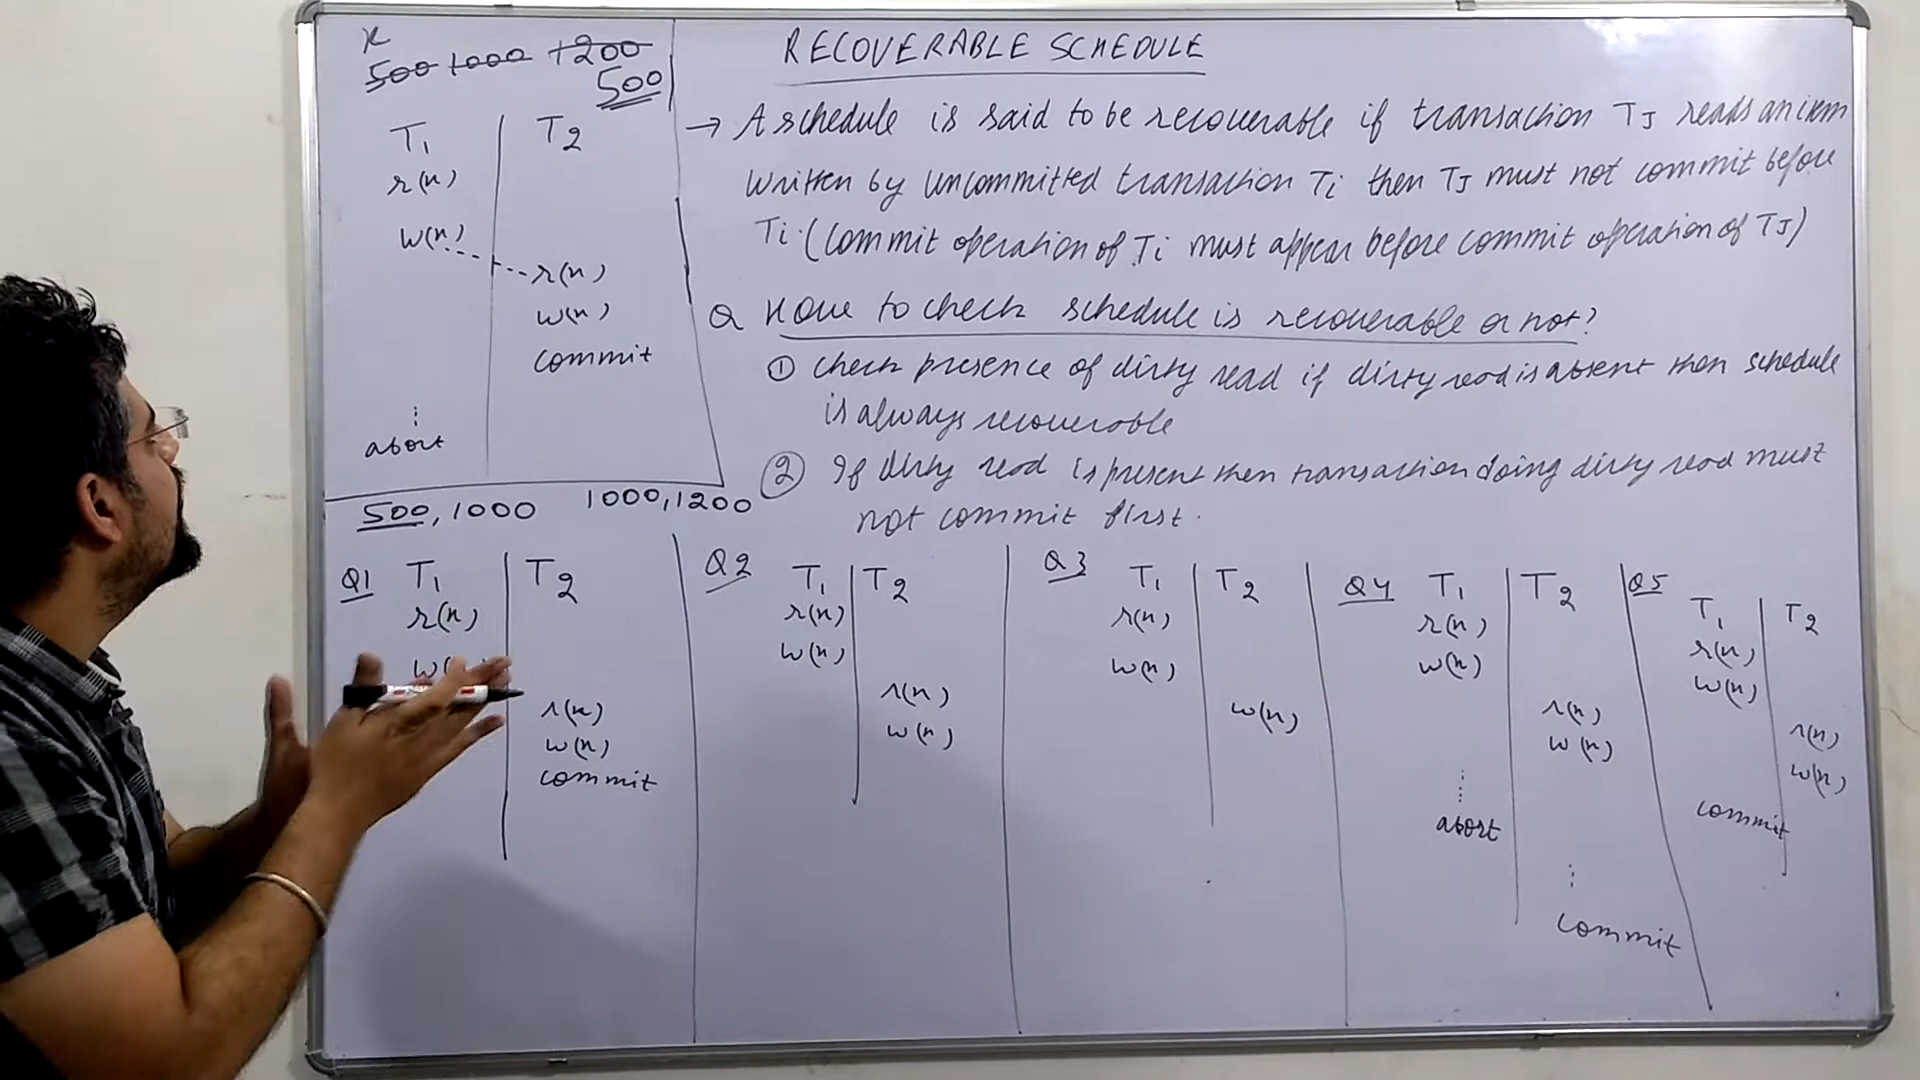 RECOVERABLE SCHEDULE
→ A schedule is said to be recoverable if transaction TJ reads an item
written by uncommitted transaction Ti then TJ must not commit before
Ti. (commit operation of Ti must appear before commit operation of TJ)
Q How to check schedule is recoverable or not?
① Check presence of dirty read if dirty read is absent then schedule
is always recoverable
② If dirty read is present then transaction doing dirty read must
not commit first.
x
500 1000 1200
500
T1 T2
r(x)
w(x)
r(x)
w(x)
commit
abort
500, 1000 1000, 1200
Q1 T1 T2
r(x)
r(x)
w(x)
commit
Q2 T1 T2
r(x)
w(x)
r(x)
w(x)
Q3 T1 T2
r(x)
w(x)
w(x)
Q4 T1 T2
r(x)
w(x)
r(x)
w(x)
abort
commit
Q5
T1 T2
r(x)
w(x)
r(x)
w(x)
commit